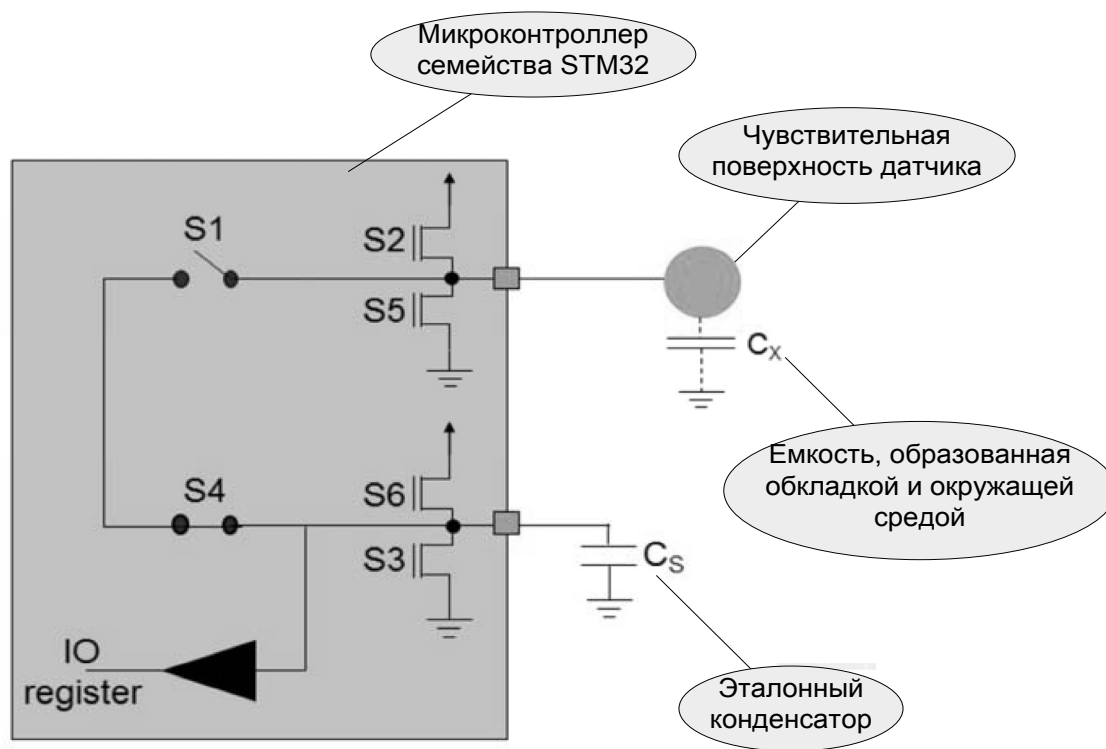 Микроконтроллер
семейства STM32
Чувствительная
поверхность датчика
S1
S2
S5
Cx
S4
S6
S3
Cs
Емкость, образованная
обкладкой и окружащей
средой
IO
register
Эталонный
конденсатор